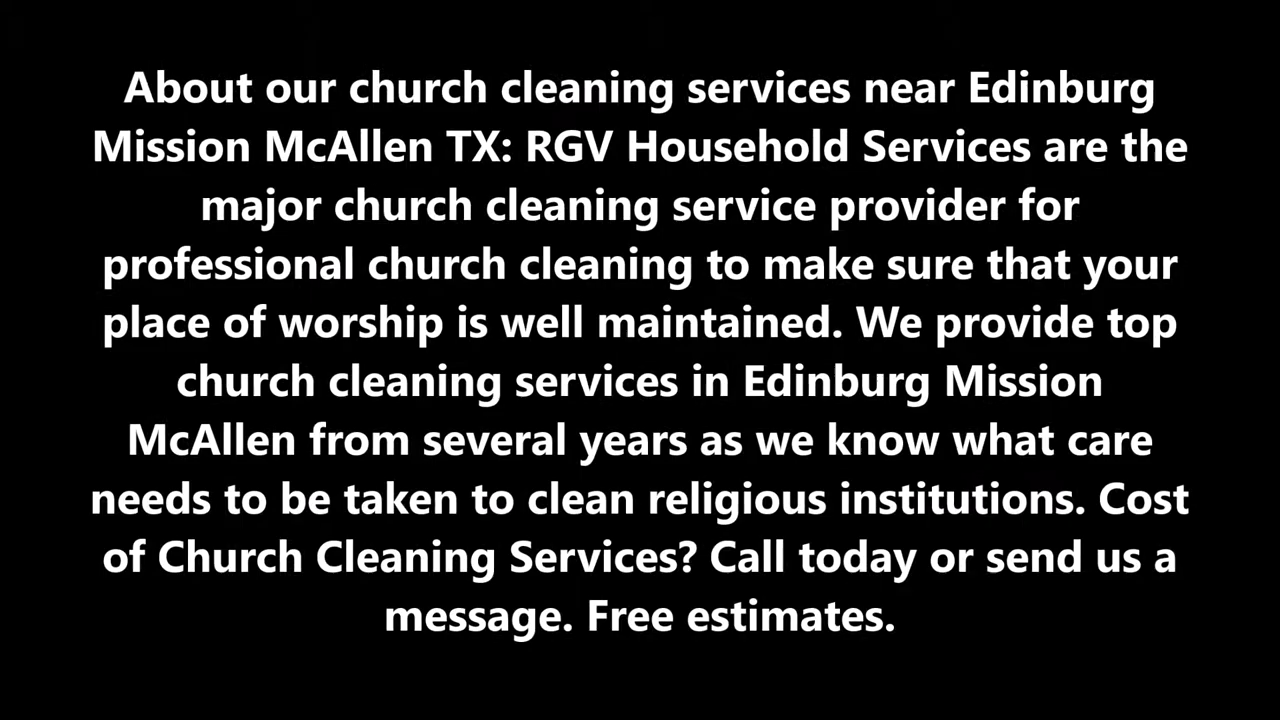 About our church cleaning services near Edinburg
Mission McAllen TX: RGV Household Services are the
major church cleaning service provider for
professional church cleaning to make sure that your
place of worship is well maintained. We provide top
church cleaning services in Edinburg Mission
McAllen from several years as we know what care
needs to be taken to clean religious institutions. Cost
of Church Cleaning Services? Call today or send us a
message. Free estimates.